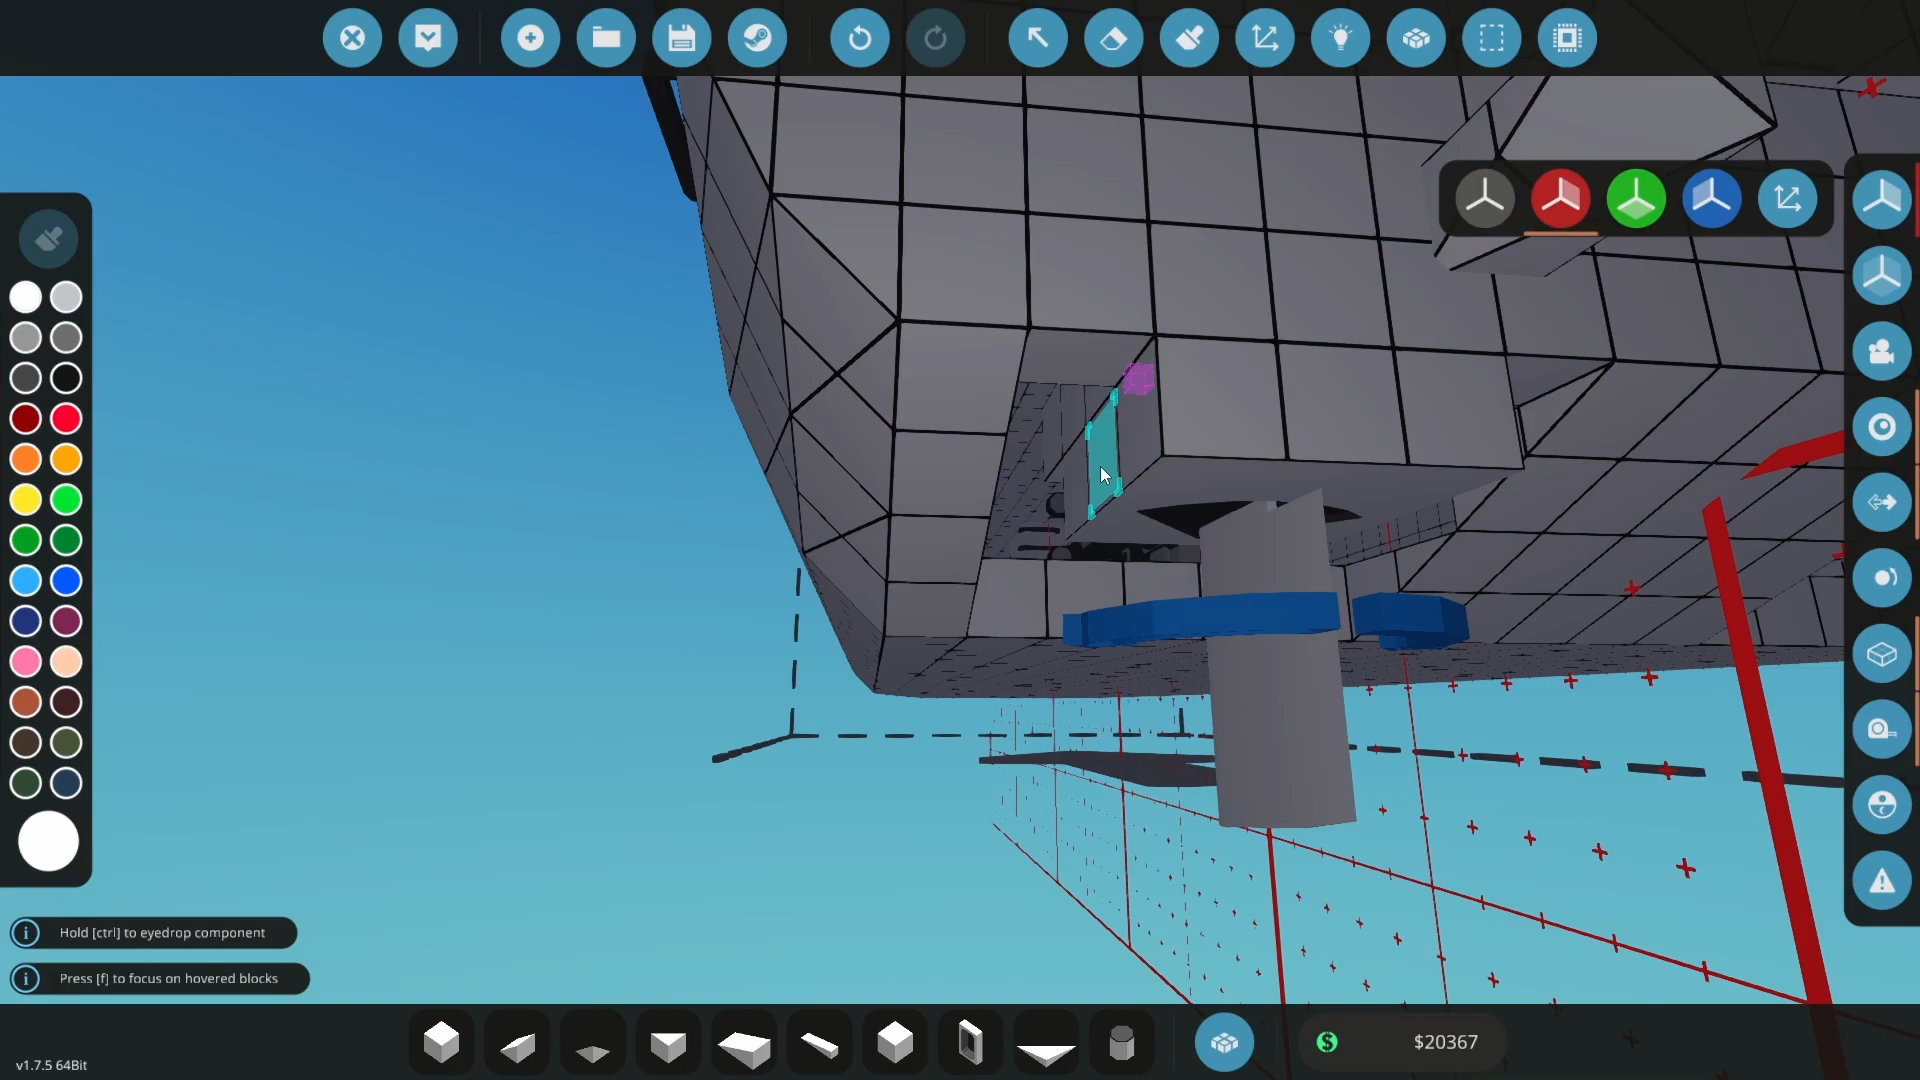 Hold [ctrl] to eyedrop component
Press [f] to focus on hovered blocks
$20367
v1.7.5 64Bit